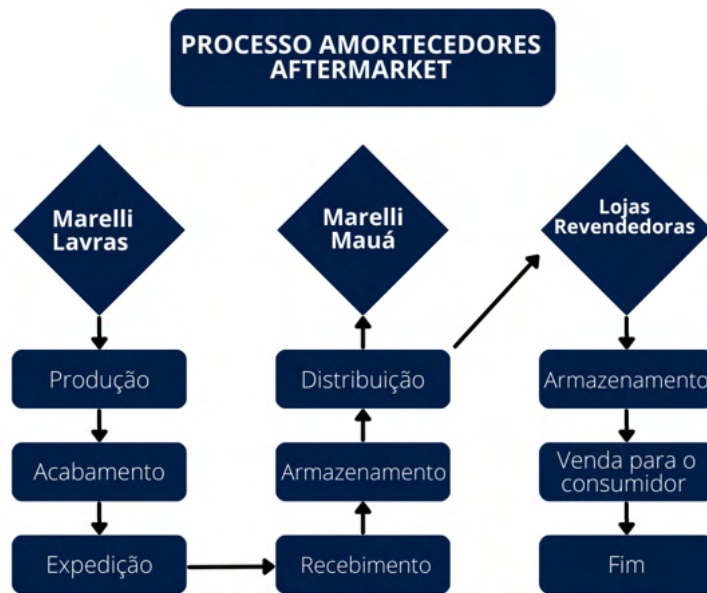 PROCESSO AMORTECEDORES
AFTERMARKET
Marelli
Lavras
Produção
Acabamento
Expedição
Marelli
Mauá
Distribuição
Armazenamento
Recebimento
Lojas
Revendedoras
Armazenamento
Venda para o
consumidor
Fim